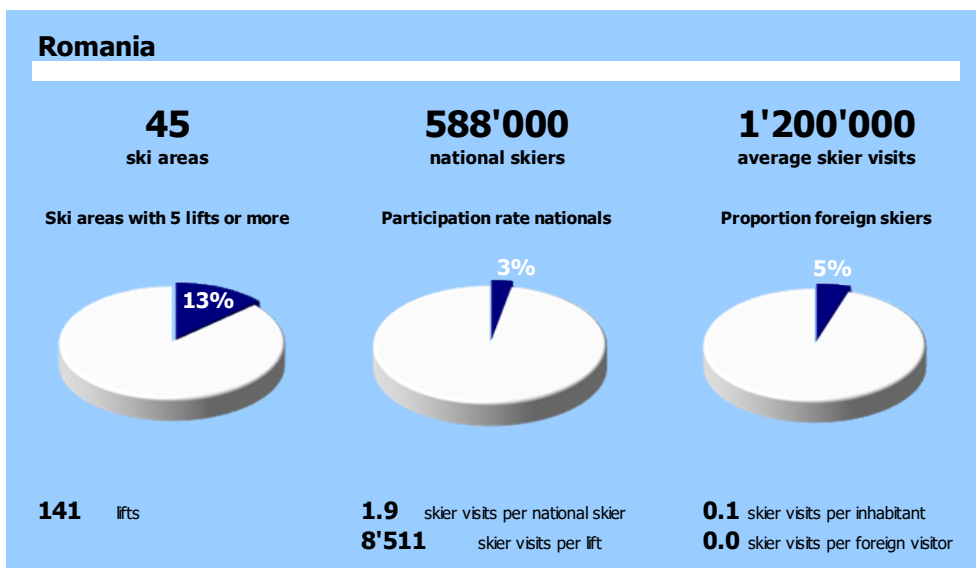 Romania
45
ski areas
588'000
national skiers
1'200'000
average skier visits
Ski areas with 5 lifts or more
13%
Participation rate nationals
3%
Proportion foreign skiers
5%
141 lifts
1.9 skier visits per national skier
8'511 skier visits per lift
0.1 skier visits per inhabitant
0.0 skier visits per foreign visitor